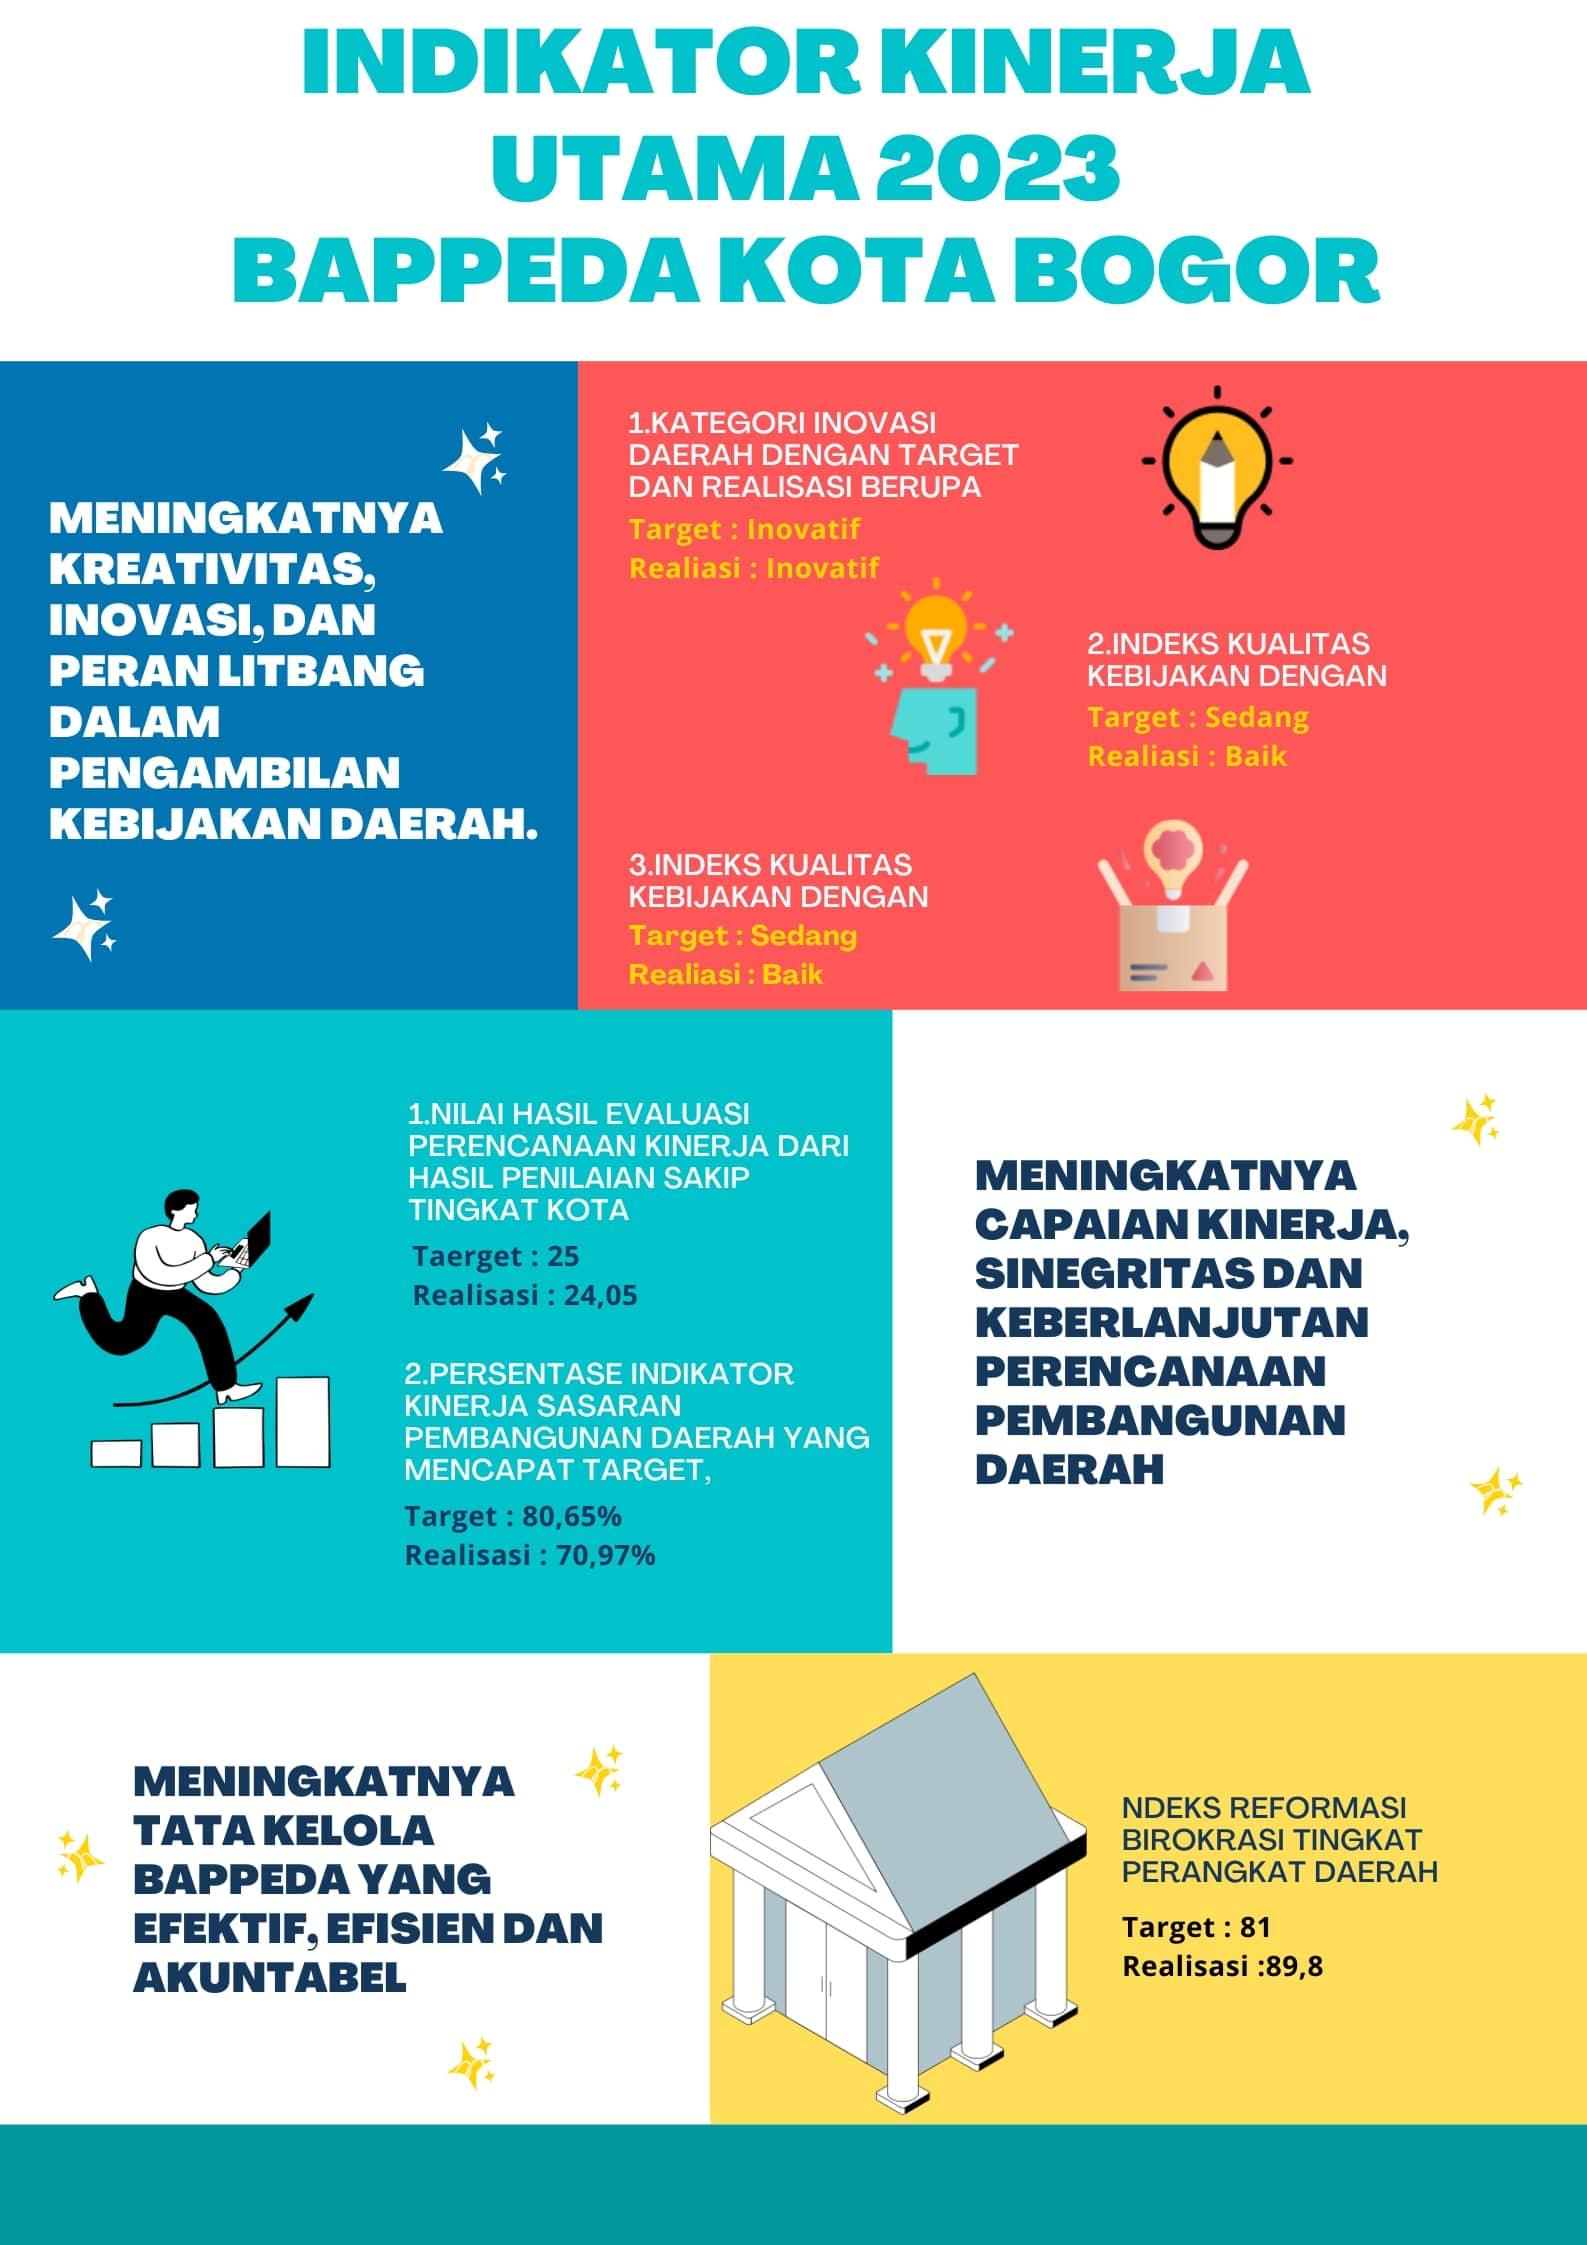 INDIKATOR KINERJA
UTAMA 2023
BAPPEDA KOTA BOGOR
MENINGKATNYA
KREATIVITAS,
INOVASI, DAN
PERAN LITBANG
DALAM
PENGAMBILAN
KEBIJAKAN DAERAH.
1.KATEGORI INOVASI
DAERAH DENGAN TARGET
DAN REALISASI BERUPA
Target : Inovatif
Realiasi : Inovatif
2.INDEKS KUALITAS
KEBIJAKAN DENGAN
Target : Sedang
Realiasi : Baik
3.INDEKS KUALITAS
KEBIJAKAN DENGAN
Target : Sedang
Realiasi : Baik
1.NILAI HASIL EVALUASI
PERENCANAAN KINERJA DARI
HASIL PENILAIAN SAKIP
TINGKAT KOTA
Taerget : 25
Realisasi : 24,05
2.PERSENTASE INDIKATOR
KINERJA SASARAN
PEMBANGUNAN DAERAH YANG
MENCAPAT TARGET,
Target : 80,65%
Realisasi : 70,97%
MENINGKATNYA
CAPAIAN KINERJA,
SINEGRITAS DAN
KEBERLANJUTAN
PERENCANAAN
PEMBANGUNAN
DAERAH
MENINGKATNYA
TATA KELOLA
BAPPEDA YANG
EFEKTIF, EFISIEN DAN
AKUNTABEL
NDEKS REFORMASI
BIROKRASI TINGKAT
PERANGKAT DAERAH
Target : 81
Realisasi :89,8